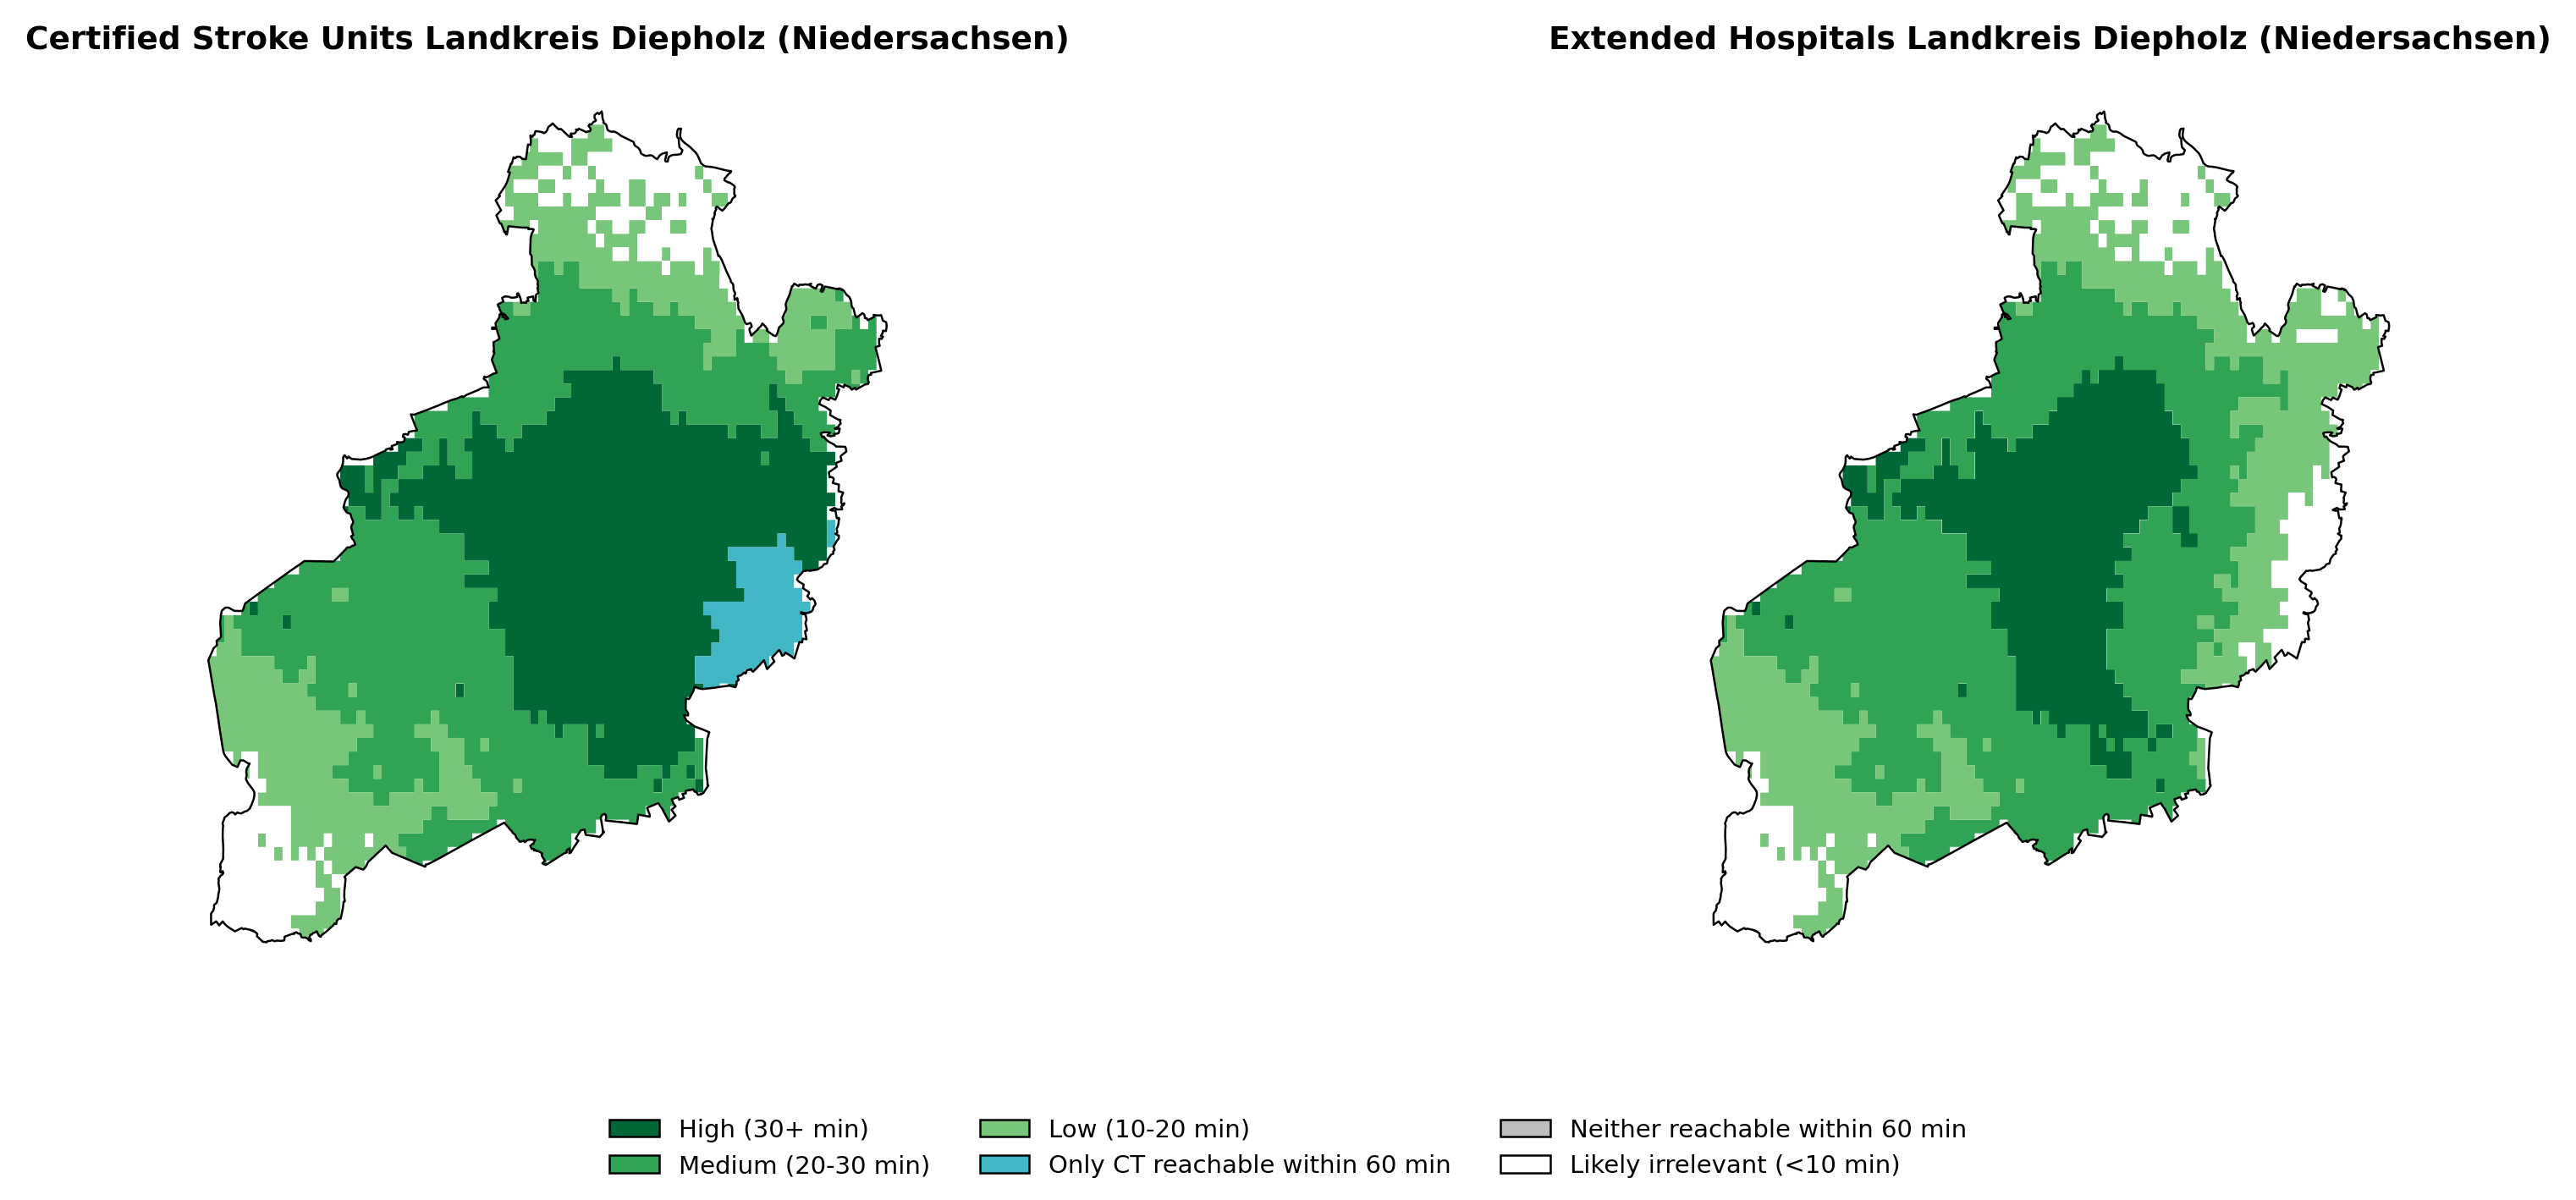 Certified Stroke Units Landkreis Diepholz (Niedersachsen)
Extended Hospitals Landkreis Diepholz (Niedersachsen)
High (30+ min)
Medium (20-30 min)
Low (10-20 min)
Only CT reachable within 60 min
Neither reachable within 60 min
Likely irrelevant (<10 min)